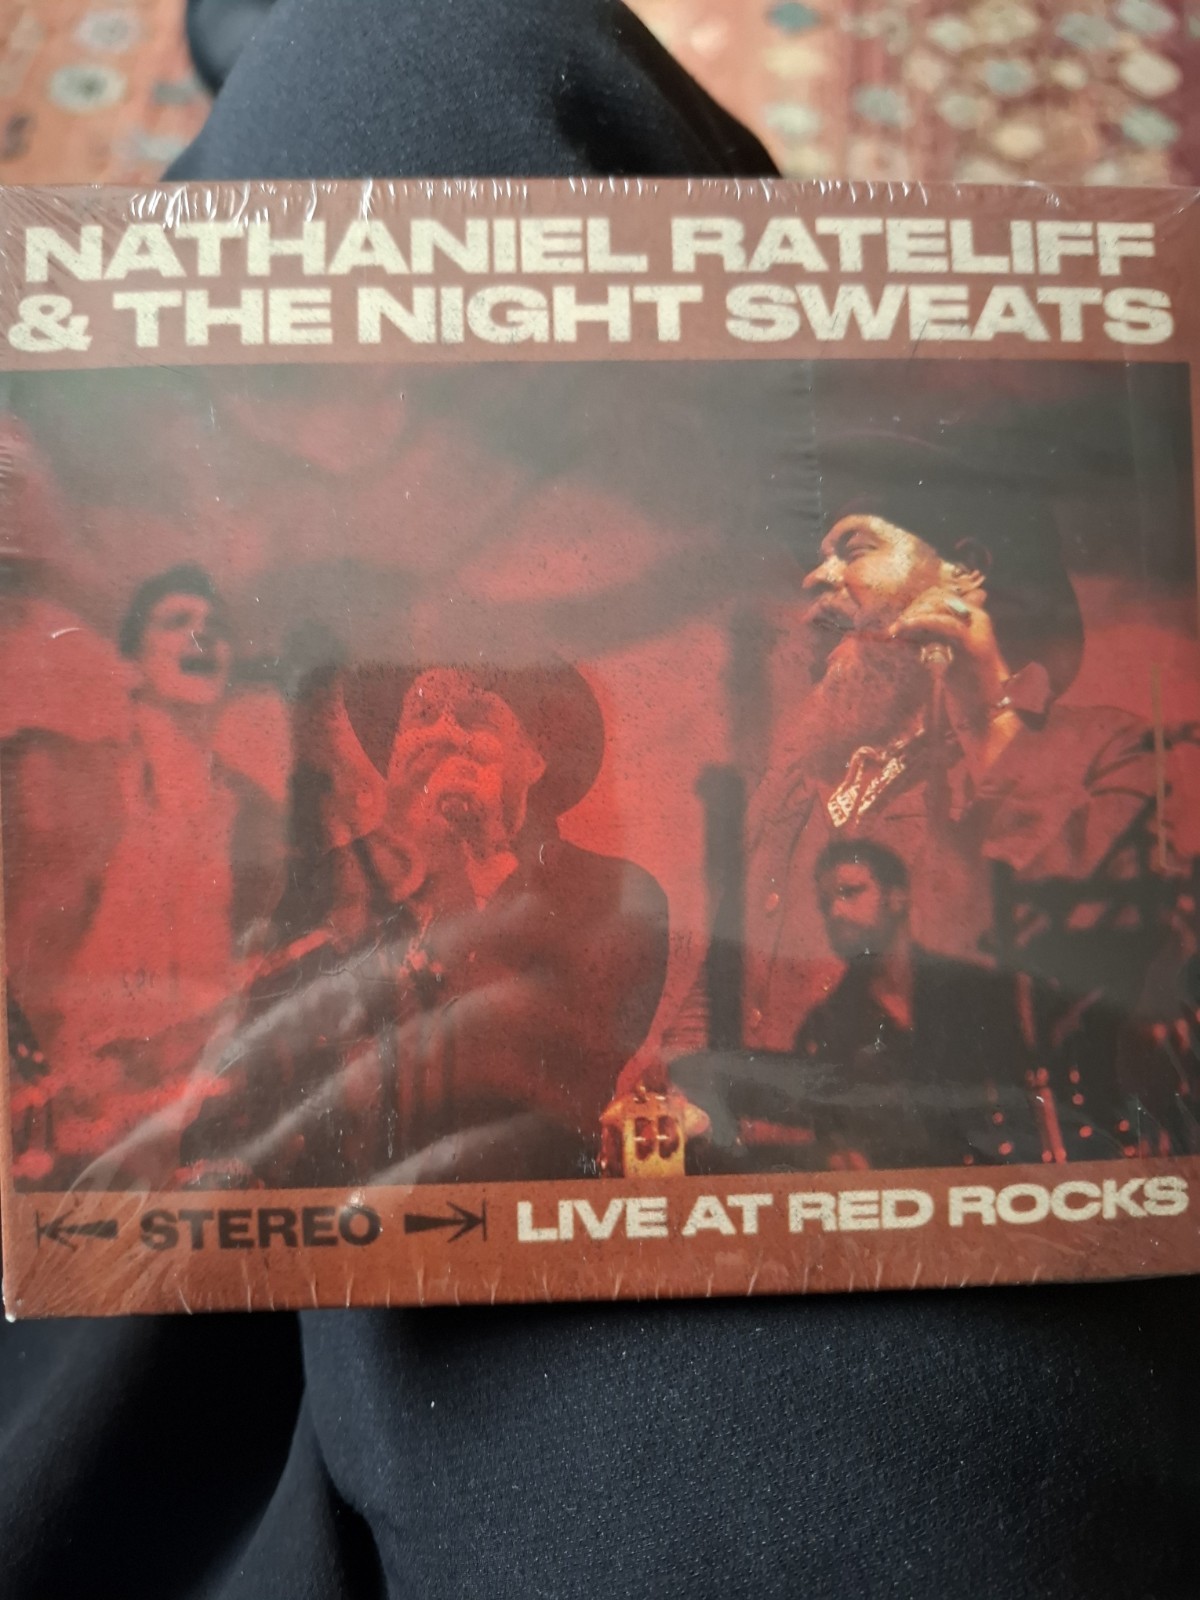 NATHANIEL RATELIFF
& THE NIGHT SWEATS
STEREO LIVE AT RED ROCKS